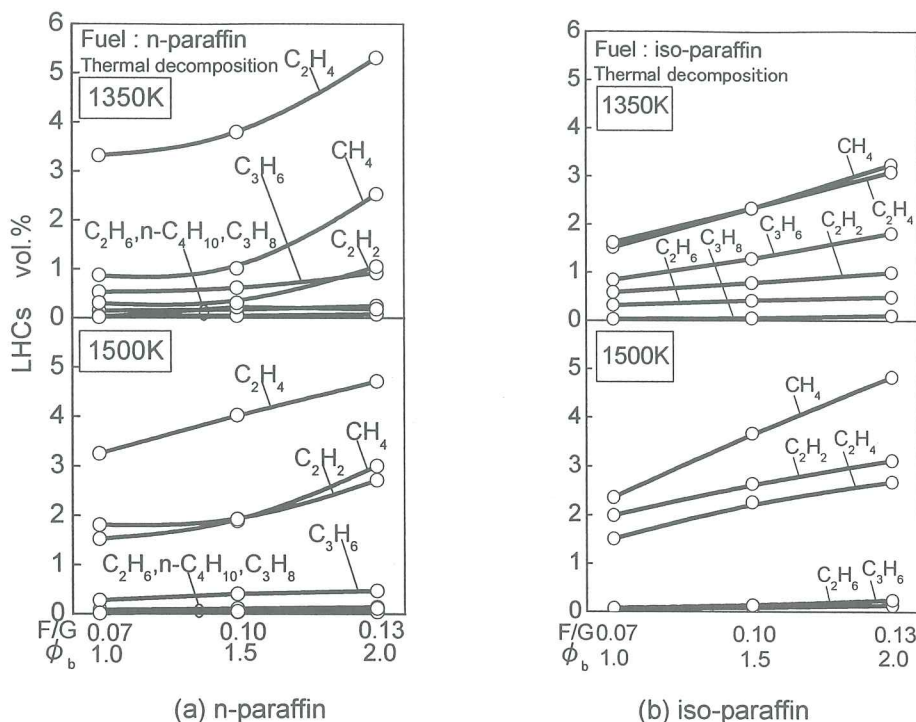 6
Fuel : n-paraffin
Thermal decomposition
1350K
C₂H₄
5
4
CH₄
C₃H₆
3
2
C₂H₆,n-C₄H₁₀,C₃H₈
C₂H₂
1
0
LHCs vol.%
1500K
5
C₂H₄
4
CH₄
3
C₂H₂
2
C₃H₆
C₂H₆,n-C₄H₁₀,C₃H₈
1
0
F/G 0.07 0.10 0.13
ϕb 1.0 1.5 2.0
(a) n-paraffin
6
Fuel : iso-paraffin
Thermal decomposition
1350K
5
4
CH₄
3
C₂H₄
C₂H₆
C₃H₈
C₃H₆
C₂H₂
2
1
0
1500K
5
CH₄
4
C₂H₂
C₂H₄
3
2
1
C₂H₆
C₃H₆
0
F/G 0.07 0.10 0.13
ϕb 1.0 1.5 2.0
(b) iso-paraffin